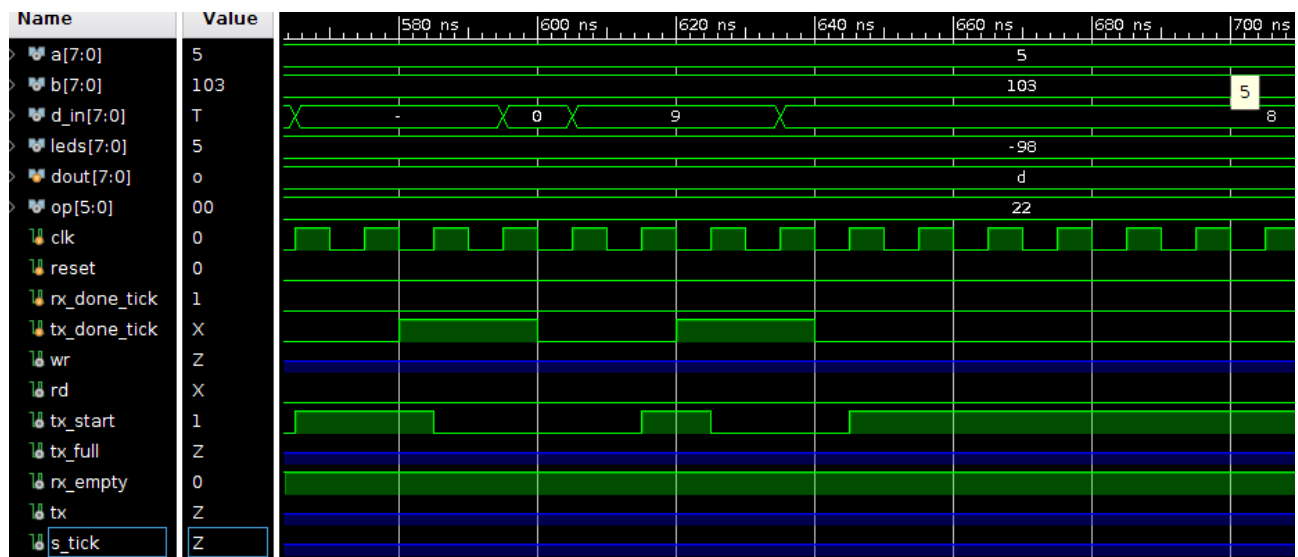 Name Value 580 ns 600 ns 620 ns 640 ns 660 ns 680 ns 700 ns
a[7:0] 5 5
b[7:0] 103 103 5
d_in[7:0] T - 0 9 8
leds[7:0] 5 -98
dout[7:0] o d
op[5:0] 00 22
clk 0
reset 0
rx_done_tick 1
tx_done_tick X
wr Z
rd X
tx_start 1
tx_full Z
rx_empty 0
tx Z
s_tick Z